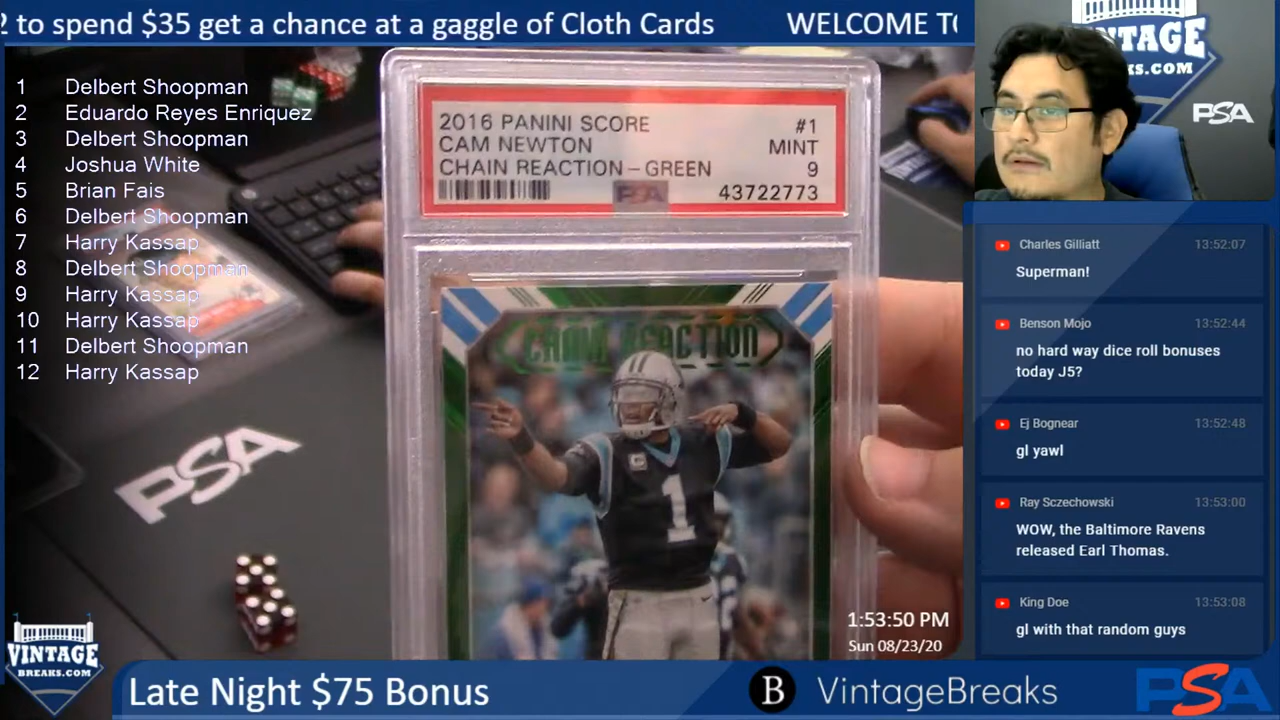 2 to spend $35 get a chance at a gaggle of Cloth Cards WELCOME TO
1 Delbert Shoopman
2 Eduardo Reyes Enriquez
3 Delbert Shoopman
4 Joshua White
5 Brian Fais
6 Delbert Shoopman
7 Harry Kassap
8 Delbert Shoopman
9 Harry Kassap
10 Harry Kassap
11 Delbert Shoopman
12 Harry Kassap
2016 PANINI SCORE #1
CAM NEWTON MINT
CHAIN REACTION – GREEN 9
PSA 43722773
CHAIN REACTION
C
1
PSA
VINTAGE
BREAKS.COM
PSA
Charles Gilliatt 13:52:07
Superman!
Benson Mojo 13:52:44
no hard way dice roll bonuses
today J5?
Ej Bognear 13:52:48
gl yawl
Ray Sczechowski 13:53:00
WOW, the Baltimore Ravens
released Earl Thomas.
King Doe 13:53:08
gl with that random guys
1:53:50 PM
Sun 08/23/20
VINTAGE
BREAKS.COM
Late Night $75 Bonus
B VintageBreaks
PSA